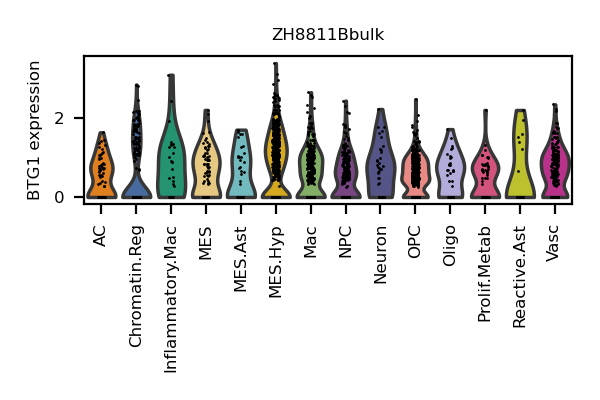 ZH8811Bbulk
BTG1 expression
2
0
AC
Chromatin.Reg
Inflammatory.Mac
MES
MES.Ast
MES.Hyp
Mac
NPC
Neuron
OPC
Oligo
Prolif.Metab
Reactive.Ast
Vasc